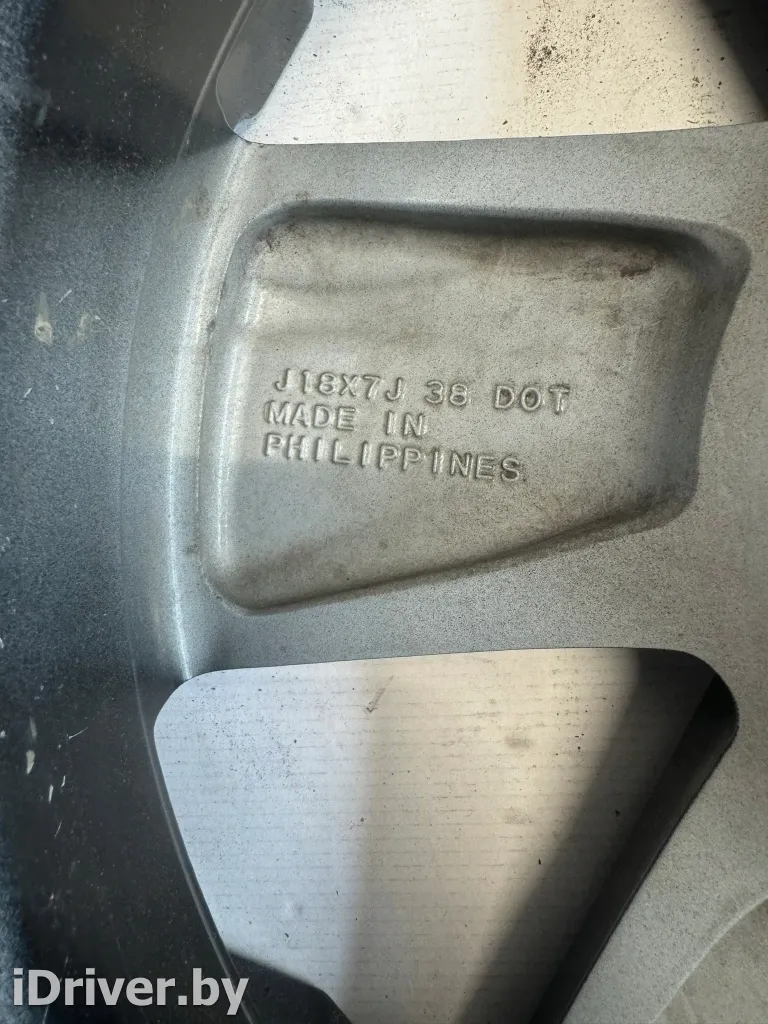 J18X7J 38 DOT
MADE IN
PHILIPPINES
iDriver.by